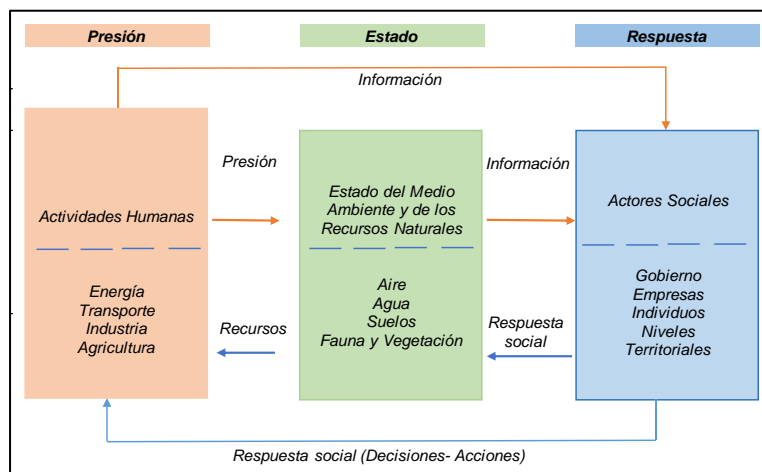 Presión
Estado
Respuesta
Información
Presión
Información
Actividades Humanas
Estado del Medio
Ambiente y de los
Recursos Naturales
Actores Sociales
Energía
Transporte
Industria
Agricultura
Recursos
Aire
Agua
Suelos
Fauna y Vegetación
Respuesta
social
Gobierno
Empresas
Individuos
Niveles
Territoriales
Respuesta social (Decisiones- Acciones)